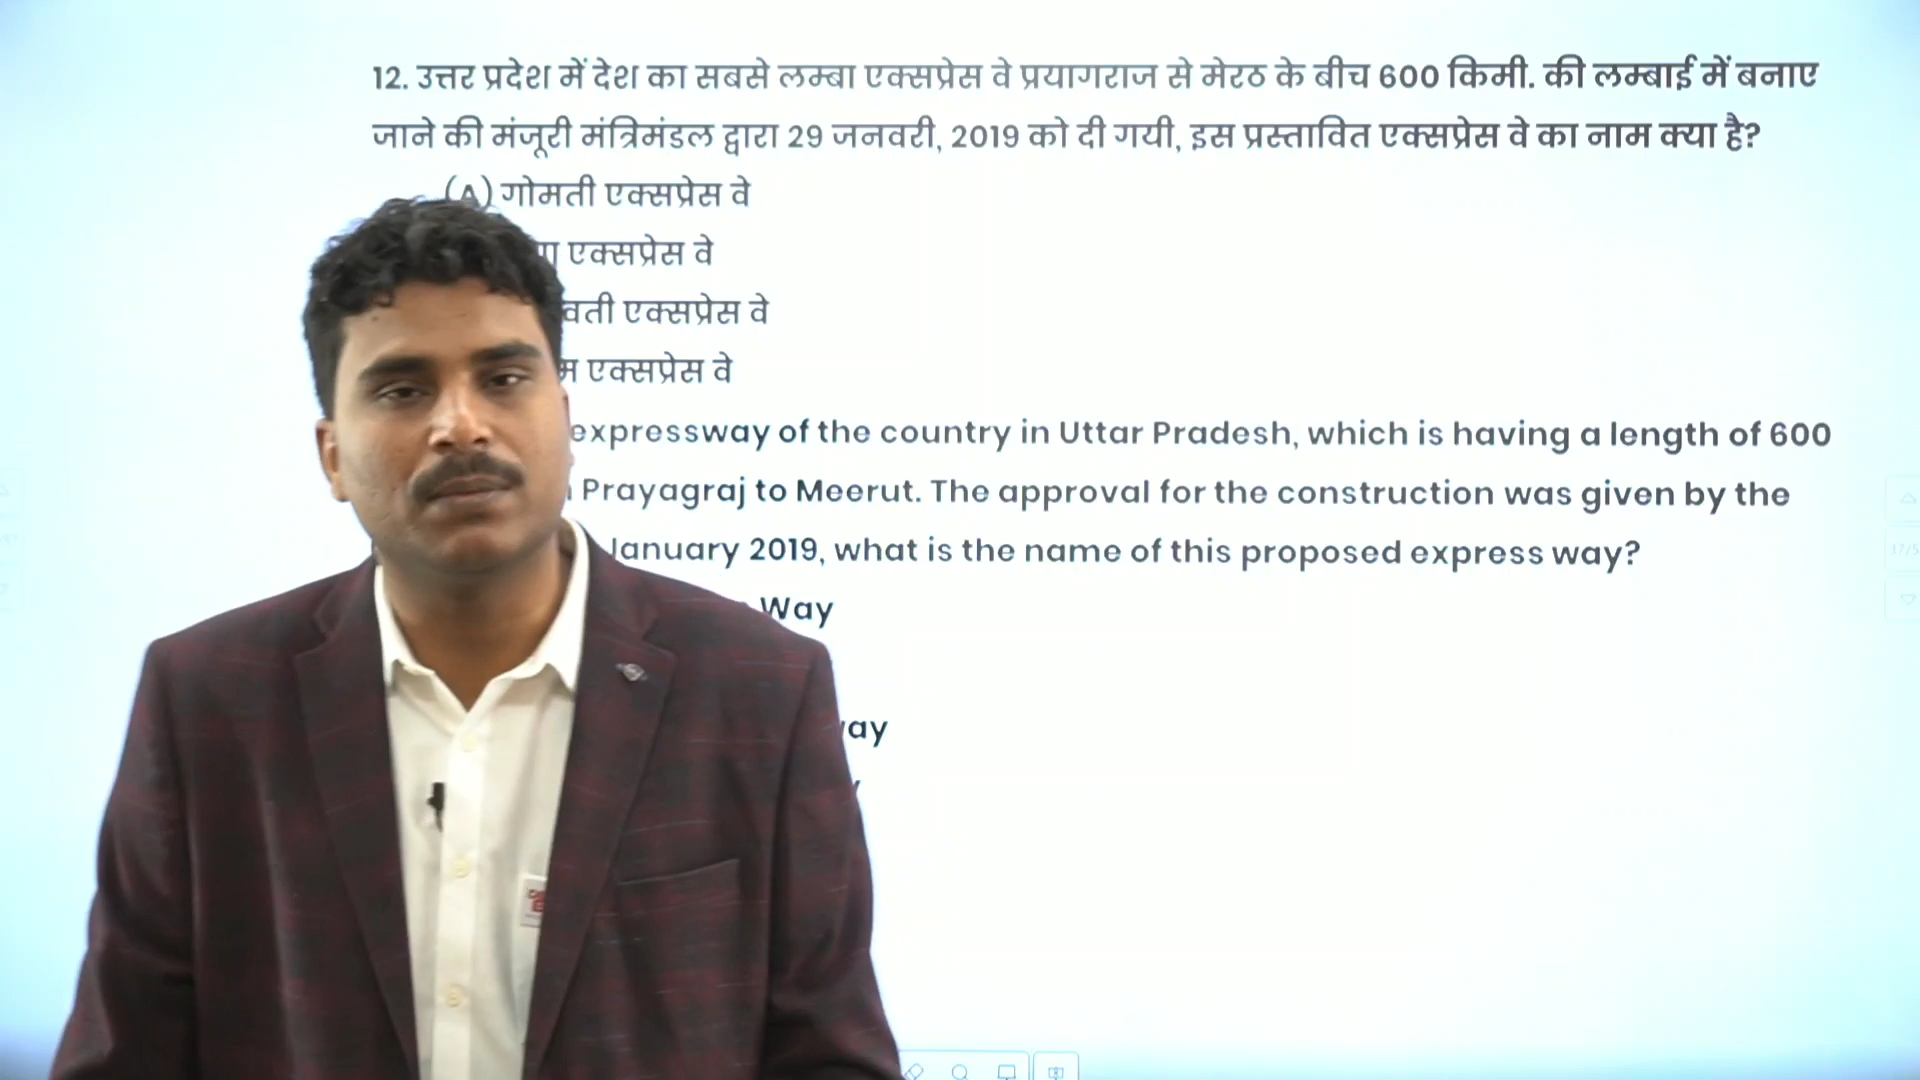 12. उत्तर प्रदेश में देश का सबसे लम्बा एक्सप्रेस वे प्रयागराज से मेरठ के बीच 600 किमी. की लम्बाई में बनाए
जाने की मंजूरी मंत्रिमंडल द्वारा 29 जनवरी, 2019 को दी गयी, इस प्रस्तावित एक्सप्रेस वे का नाम क्या है?
(A) गोमती एक्सप्रेस वे
एक्सप्रेस वे
एक्सप्रेस वे
एक्सप्रेस वे
expressway of the country in Uttar Pradesh, which is having a length of 600
Prayagraj to Meerut. The approval for the construction was given by the
January 2019, what is the name of this proposed express way?
Way